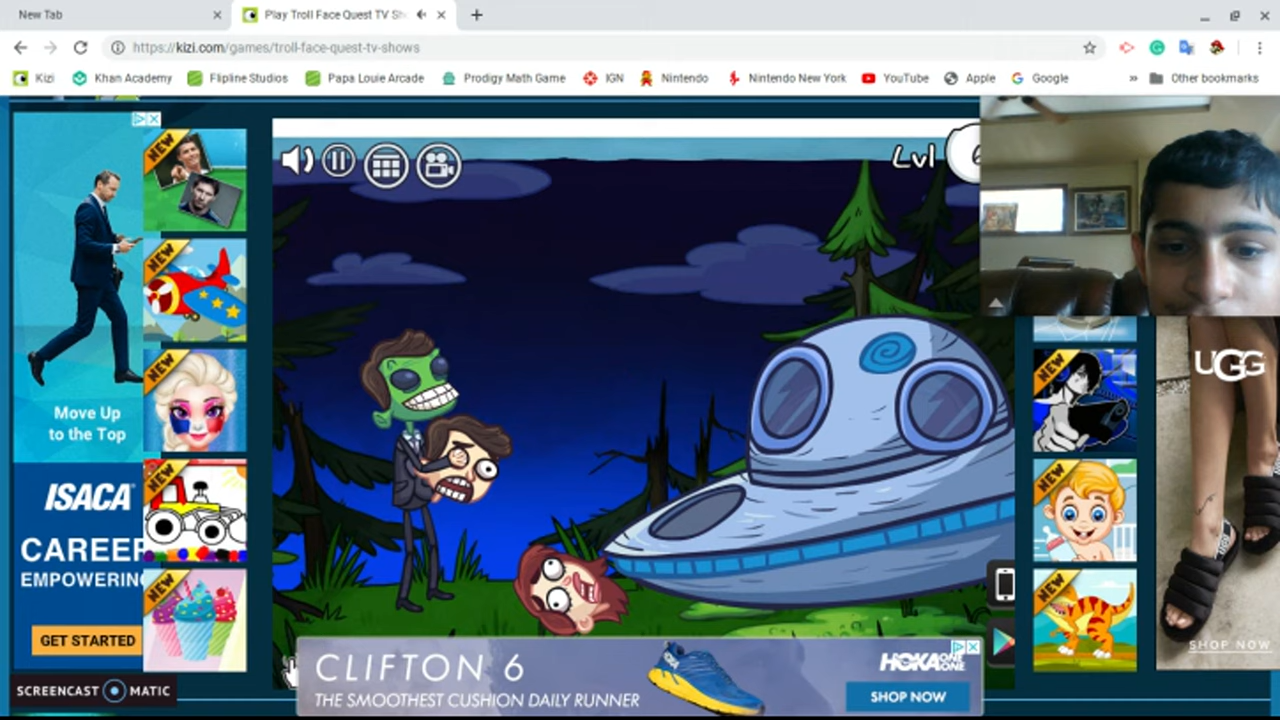 New Tab
Play Troll Face Quest TV Sh
https://kizi.com/games/troll-face-quest-tv-shows
Kizi Khan Academy Flipline Studios Papa Louie Arcade Prodigy Math Game IGN Nintendo Nintendo New York YouTube Apple Google » Other bookmarks
Lvl 6
NEW
NEW
NEW
NEW
NEW
Move Up
to the Top
ISACA
CAREER
EMPOWERING
GET STARTED
NEW
NEW
NEW
UGG
SHOP NOW
CLIFTON 6
THE SMOOTHEST CUSHION DAILY RUNNER
HOKA ONE ONE
SHOP NOW
SCREENCAST MATIC